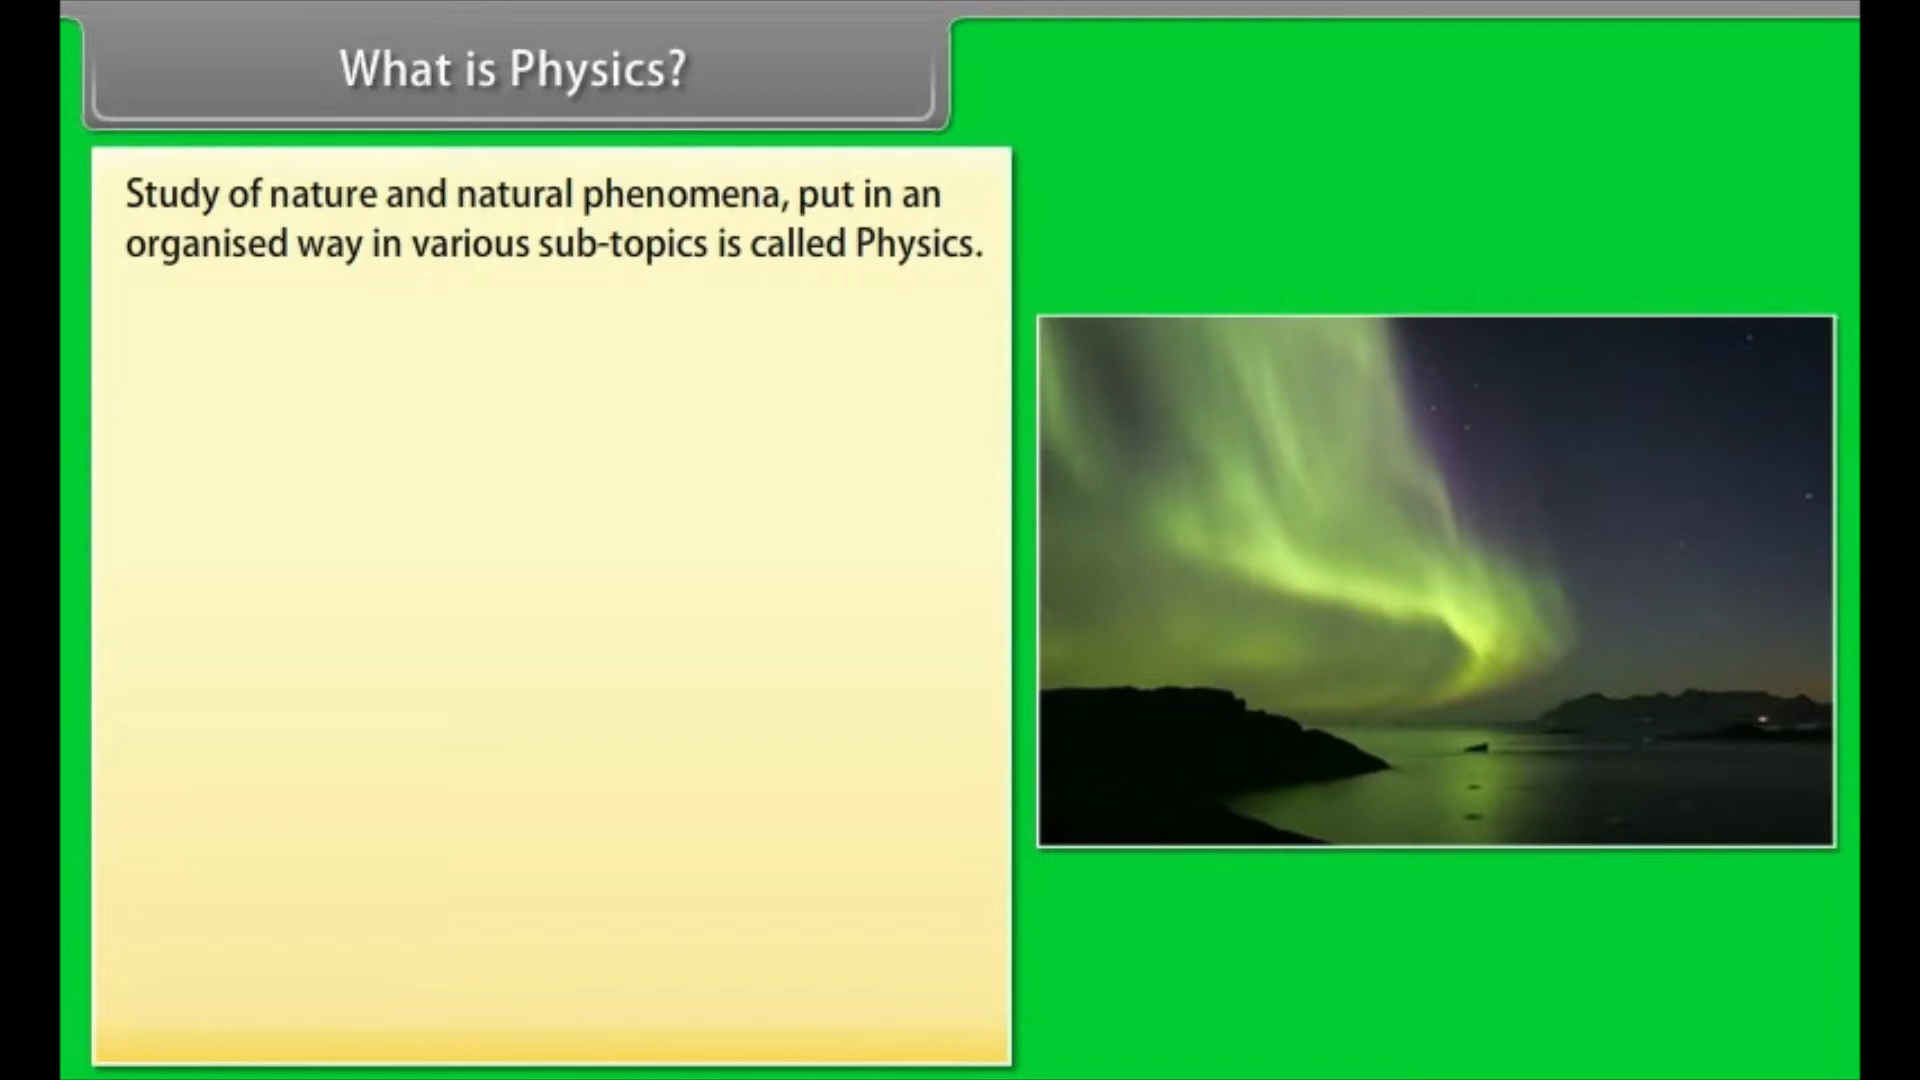 What is Physics?
Study of nature and natural phenomena, put in an
organised way in various sub-topics is called Physics.